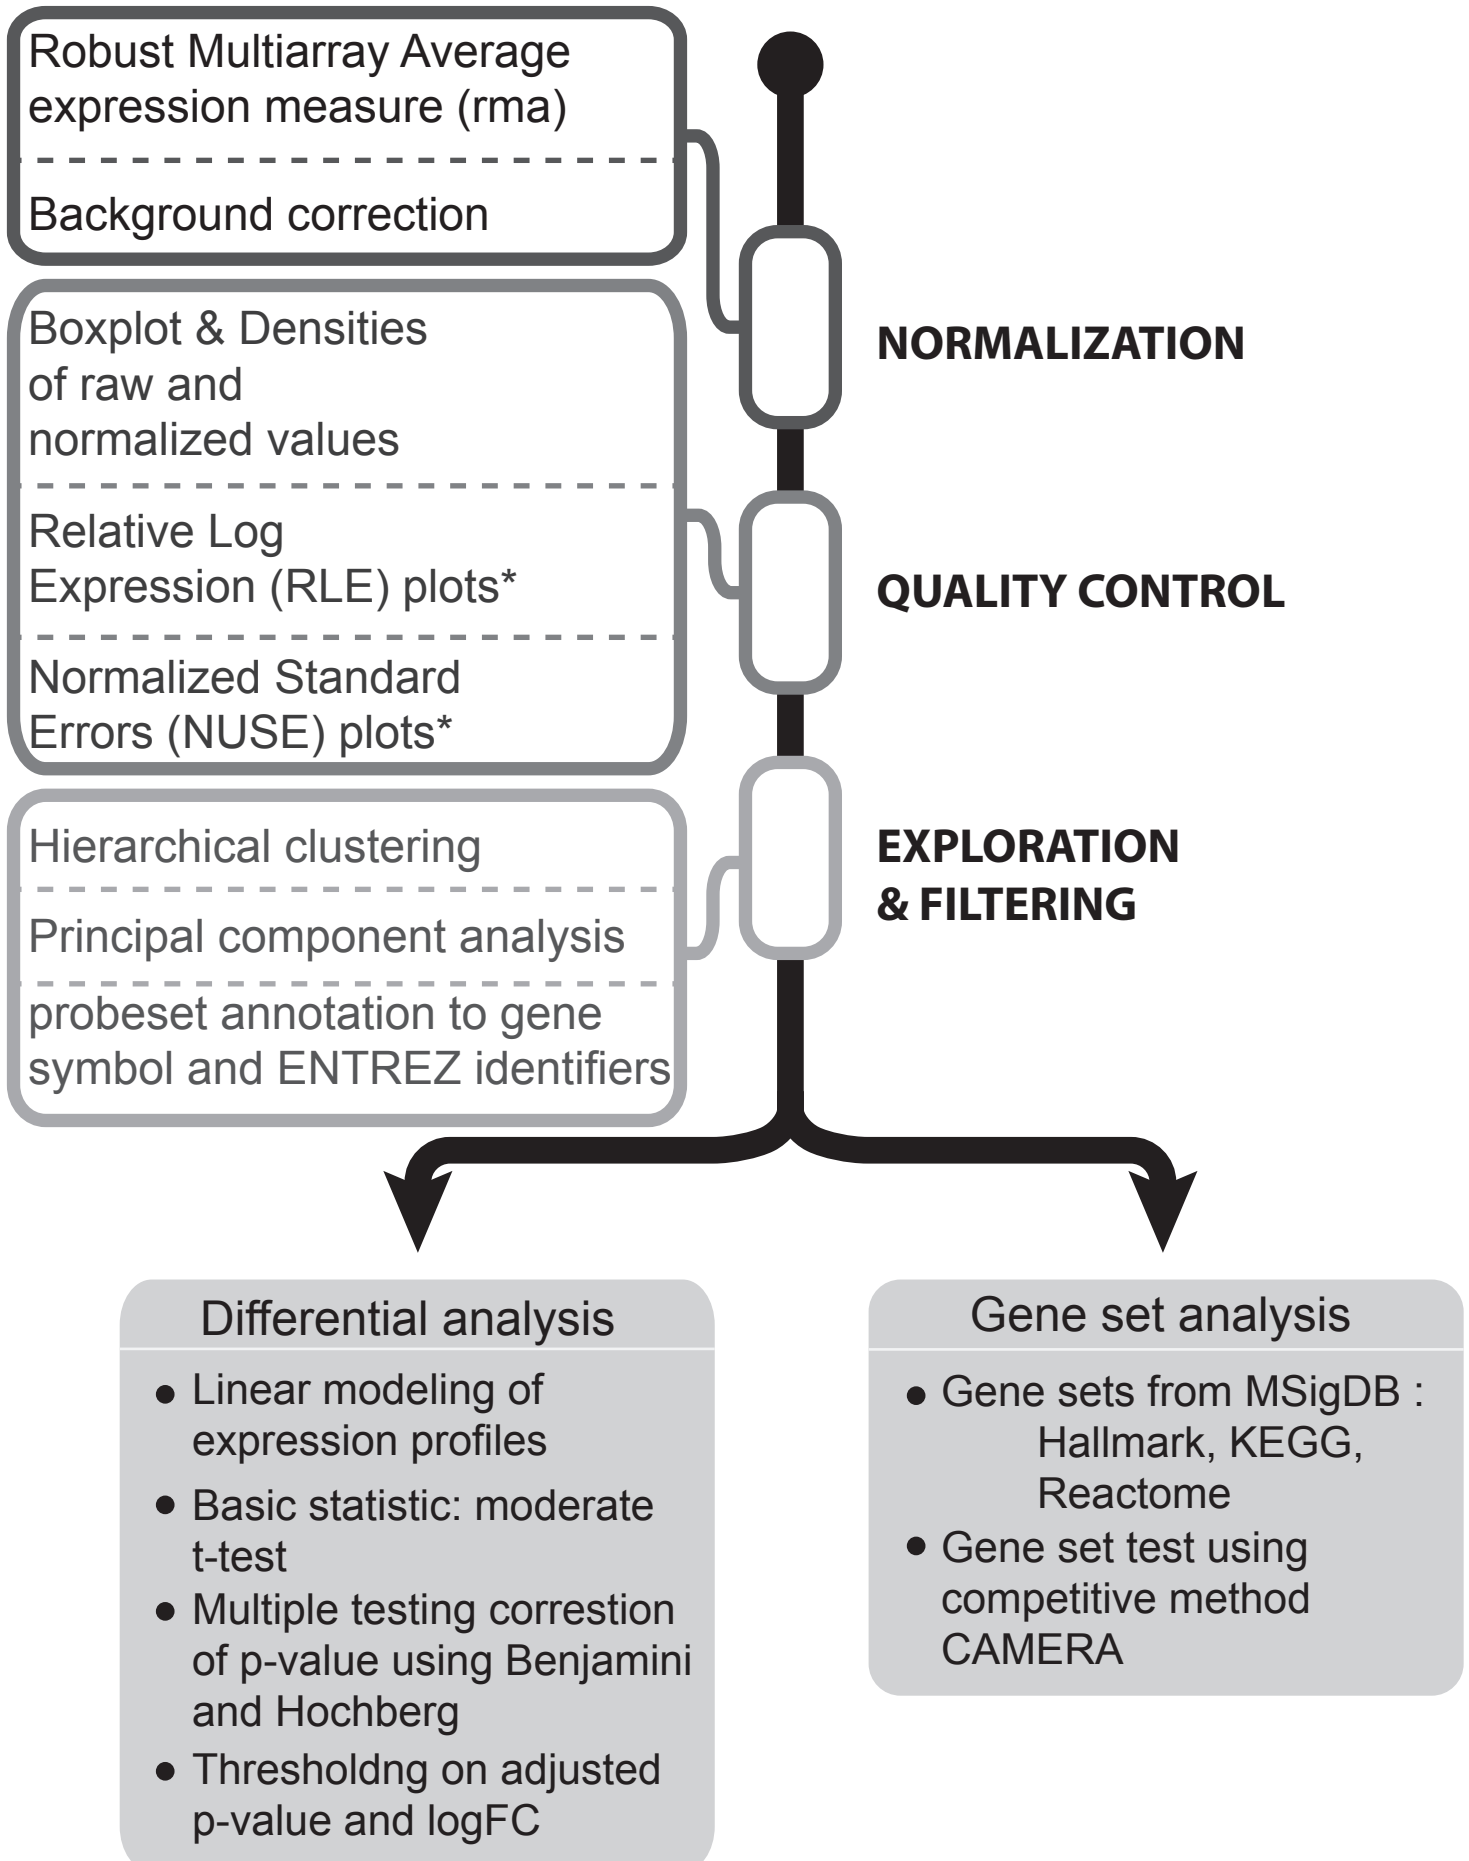 Robust Multiarray Average
expression measure (rma)
Background correction
NORMALIZATION
Boxplot & Densities
of raw and
normalized values
Relative Log
Expression (RLE) plots*
Normalized Standard
Errors (NUSE) plots*
QUALITY CONTROL
Hierarchical clustering
Principal component analysis
probeset annotation to gene
symbol and ENTREZ identifiers
EXPLORATION
& FILTERING
Differential analysis
● Linear modeling of
expression profiles
● Basic statistic: moderate
t-test
● Multiple testing correstion
of p-value using Benjamini
and Hochberg
● Thresholdng on adjusted
p-value and logFC
Gene set analysis
● Gene sets from MSigDB :
Hallmark, KEGG,
Reactome
● Gene set test using
competitive method
CAMERA